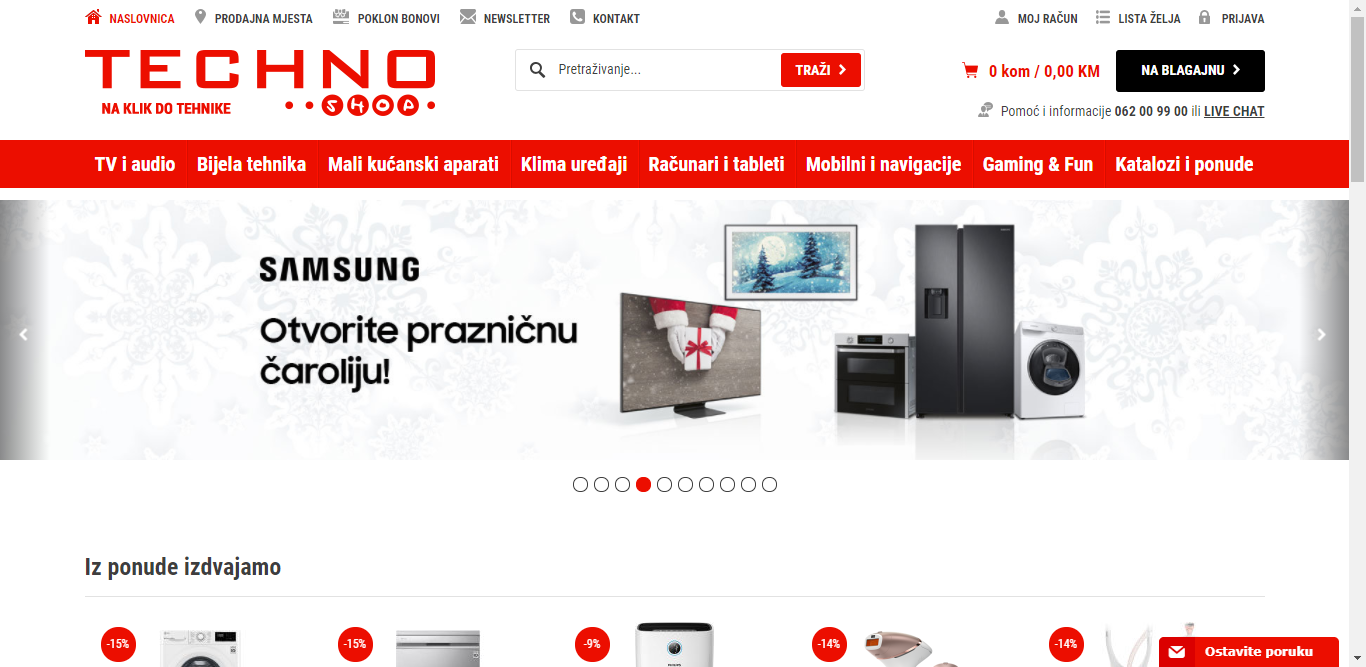 NASLOVNICA PRODAJNA MJESTA POKLON BONOVI NEWSLETTER KONTAKT MOJ RAČUN LISTA ŽELJA PRIJAVA
TECHNO
NA KLIK DO TEHNIKE SHOP
Pretraživanje... TRAŽI
0 kom / 0,00 KM NA BLAGAJNU
Pomoć i informacije 062 00 99 00 ili LIVE CHAT
TV i audio Bijela tehnika Mali kućanski aparati Klima uređaji Računari i tableti Mobilni i navigacije Gaming & Fun Katalozi i ponude
SAMSUNG
Otvorite prazničnu
čaroliju!
Iz ponude izdvajamo
-15% -15% -9% -14% -14%
Ostavite poruku